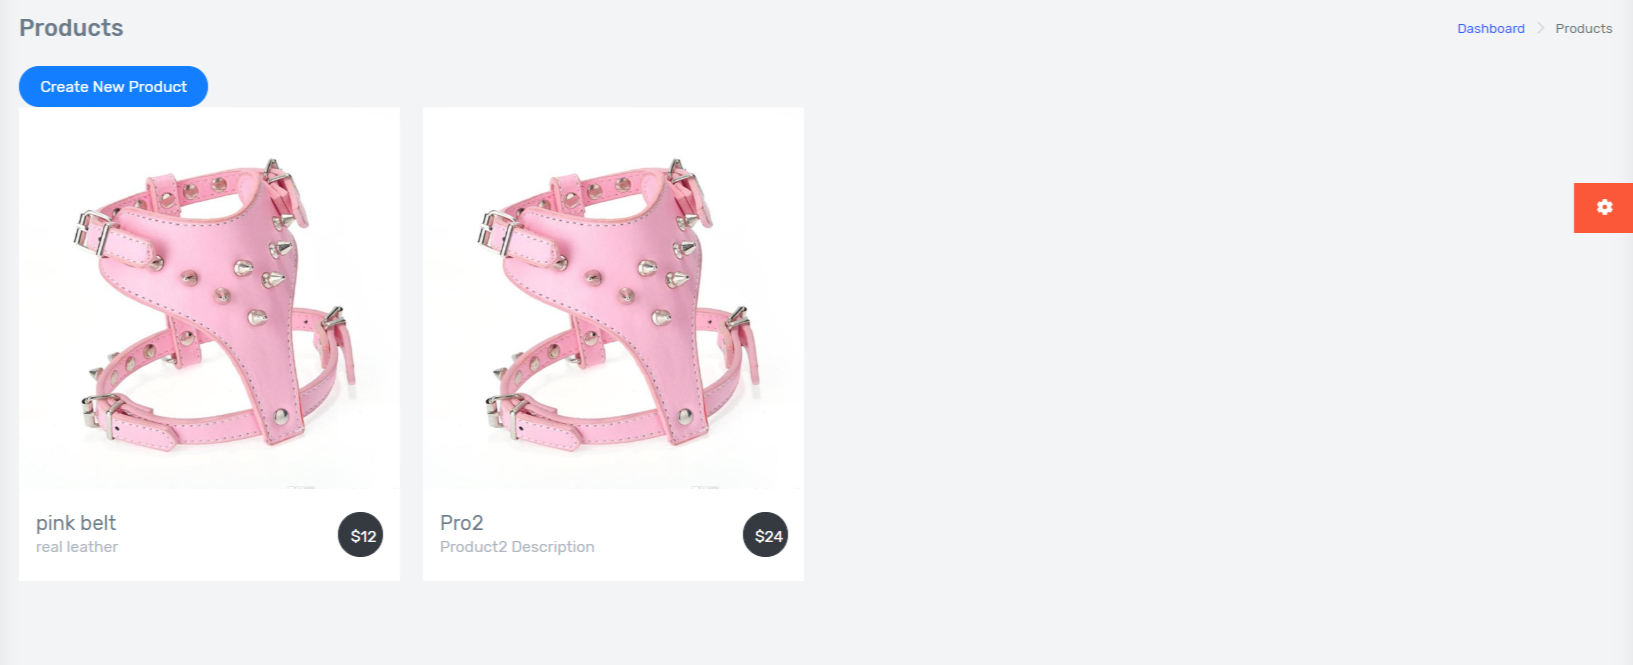 Products
Dashboard Products
Create New Product
pink belt
real leather
$12
Pro2
Product2 Description
$24